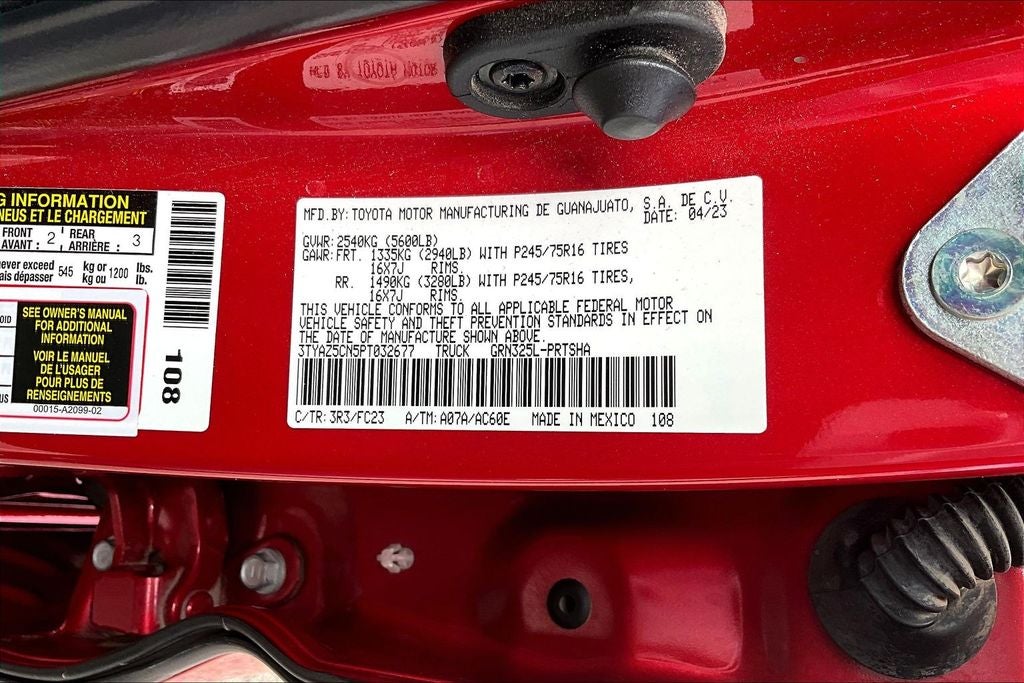 G INFORMATION
NEUS ET LE CHARGEMENT
FRONT
AVANT : 2
REAR
ARRIÈRE : 3
never exceed
ais dépasser 545 kg or
kg ou 1200 lbs.
lb.
OID
US
SEE OWNER'S MANUAL
FOR ADDITIONAL
INFORMATION
VOIR LE MANUEL
DE L'USAGER
POUR PLUS DE
RENSEIGNEMENTS
00015-A2099-02
108
MFD. BY: TOYOTA MOTOR MANUFACTURING DE GUANAJUATO, S.A. DE C.V.
DATE: 04/23
GVWR: 2540KG (5600LB)
GAWR: FRT. 1335KG (2940LB) WITH P245/75R16 TIRES
16X7J RIMS.
RR. 1490KG (3280LB) WITH P245/75R16 TIRES,
16X7J RIMS.
THIS VEHICLE CONFORMS TO ALL APPLICABLE FEDERAL MOTOR
VEHICLE SAFETY AND THEFT PREVENTION STANDARDS IN EFFECT ON
THE DATE OF MANUFACTURE SHOWN ABOVE.
3TYAZ5CN5PT032677 TRUCK GRN325L-PRTSHA
C/TR: 3R3/FC23 A/TM: A07A/AC60E MADE IN MEXICO 108